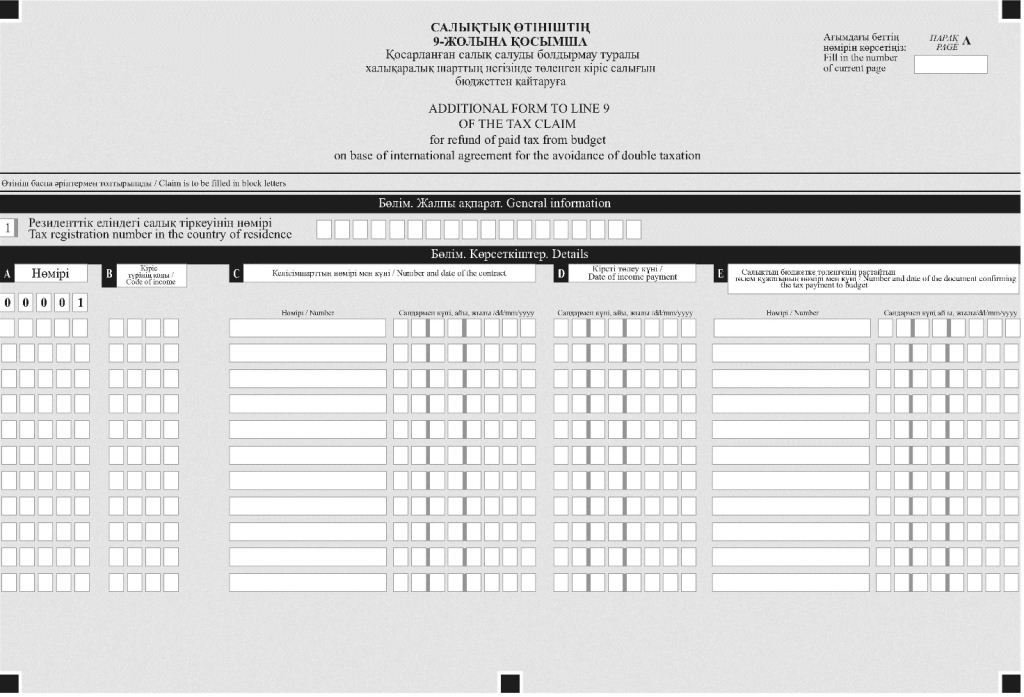 САЛЫҚТЫҚ ӨТІНІШТІҢ
9-ЖОЛЫНА ҚОСЫМША
Қосарланған салық салуды болдырмау туралы
халықаралық шарттың негізінде төленген кіріс салығын
бюджеттен қайтаруға
ADDITIONAL FORM TO LINE 9
OF THE TAX CLAIM
for refund of paid tax from budget
on base of international agreement for the avoidance of double taxation
Ағымдағы беттің
нөмірін көрсетіңіз:
Fill in the number
of current page
ПАРАҚ
PAGE
A
Өтініш баспа әріптермен толтырылады / Claim is to be filled in block letters
Бөлім. Жалпы ақпарат. General information
1
Резиденттік еліндегі салық тіркеуінің нөмірі
Tax registration number in the country of residence
Бөлім. Көрсеткіштер. Details
A Нөмірі
B Кіріс
түрінің коды /
Code of income
C Келісімшарттың нөмірі мен күні / Number and date of the contract
D Кірісті төлеу күні /
Date of income payment
E Салықтың бюджетке төленгенін растайтын
төлем құжатының нөмірі мен күні / Number and date of the document confirming
the tax payment to budget
0 0 0 0 1
Нөмірі / Number
Сандармен күні, айы, жылы /dd/mm/yyyy
Сандармен күні, айы, жылы /dd/mm/yyyy
Нөмірі / Number
Сандармен күні, айы, жылы/dd/mm/yyyy